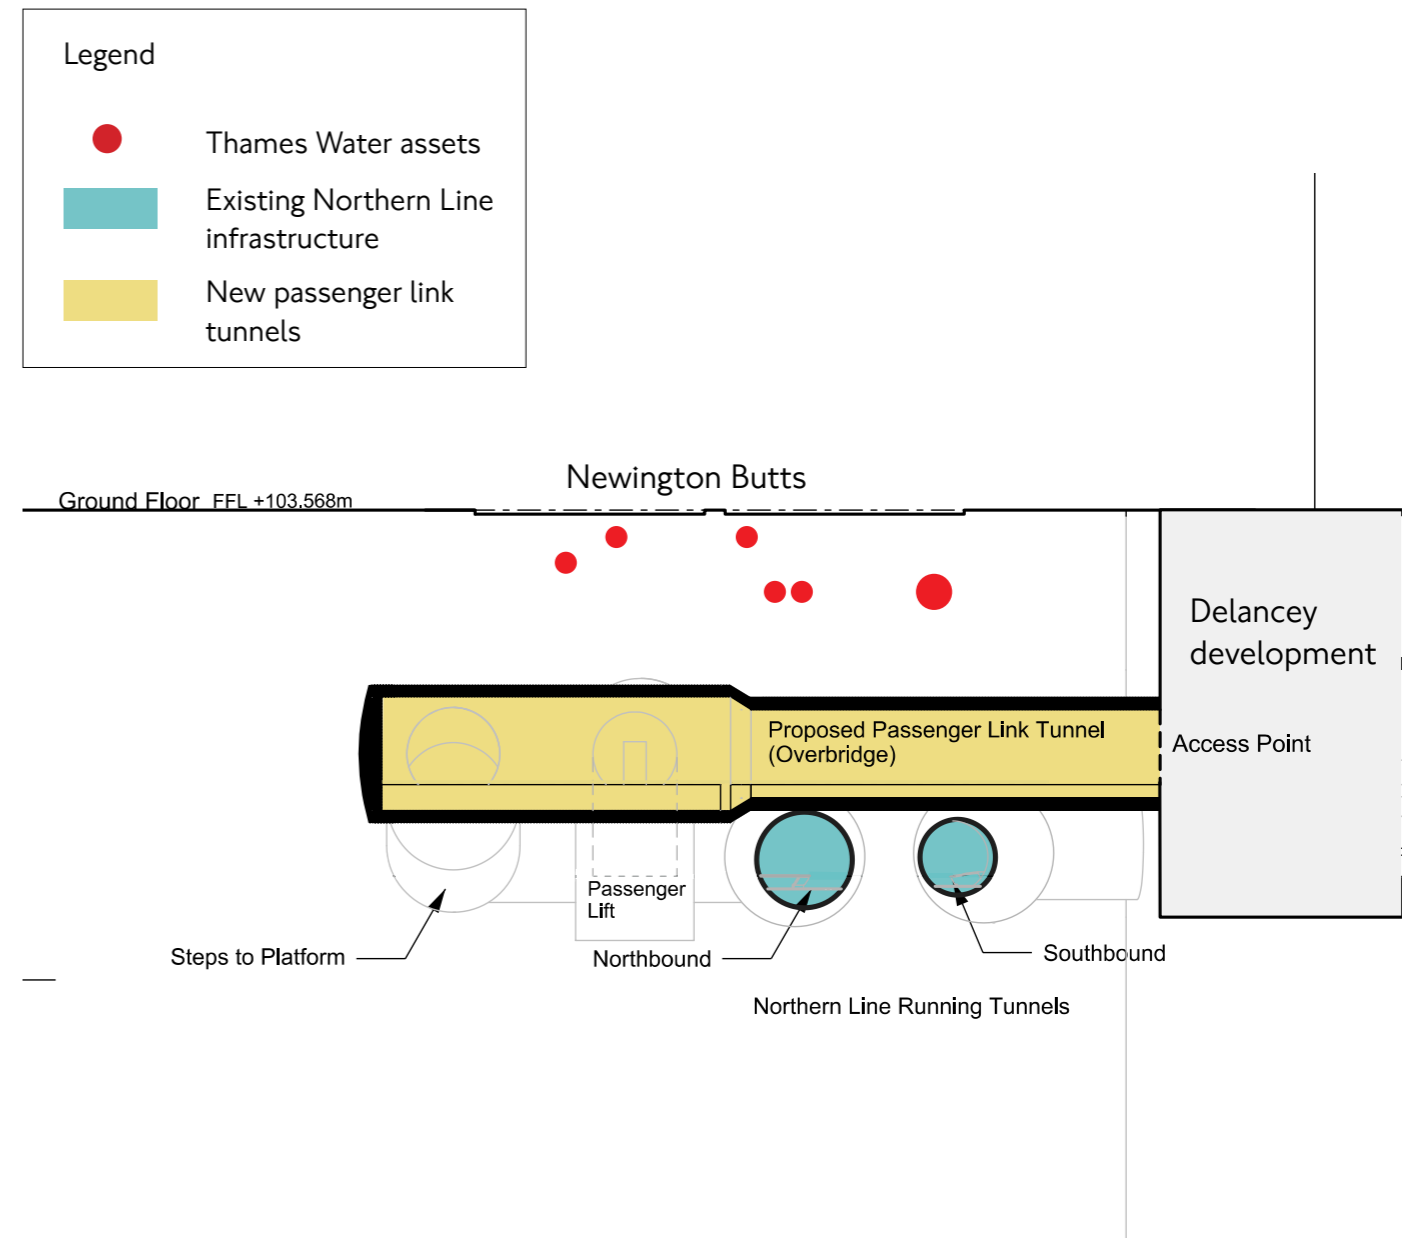 Legend
Thames Water assets
Existing Northern Line
infrastructure
New passenger link
tunnels
Newington Butts
Ground Floor FFL +103.568m
Delancey
development
Proposed Passenger Link Tunnel
(Overbridge)
Access Point
Passenger
Lift
Steps to Platform
Northbound
Southbound
Northern Line Running Tunnels